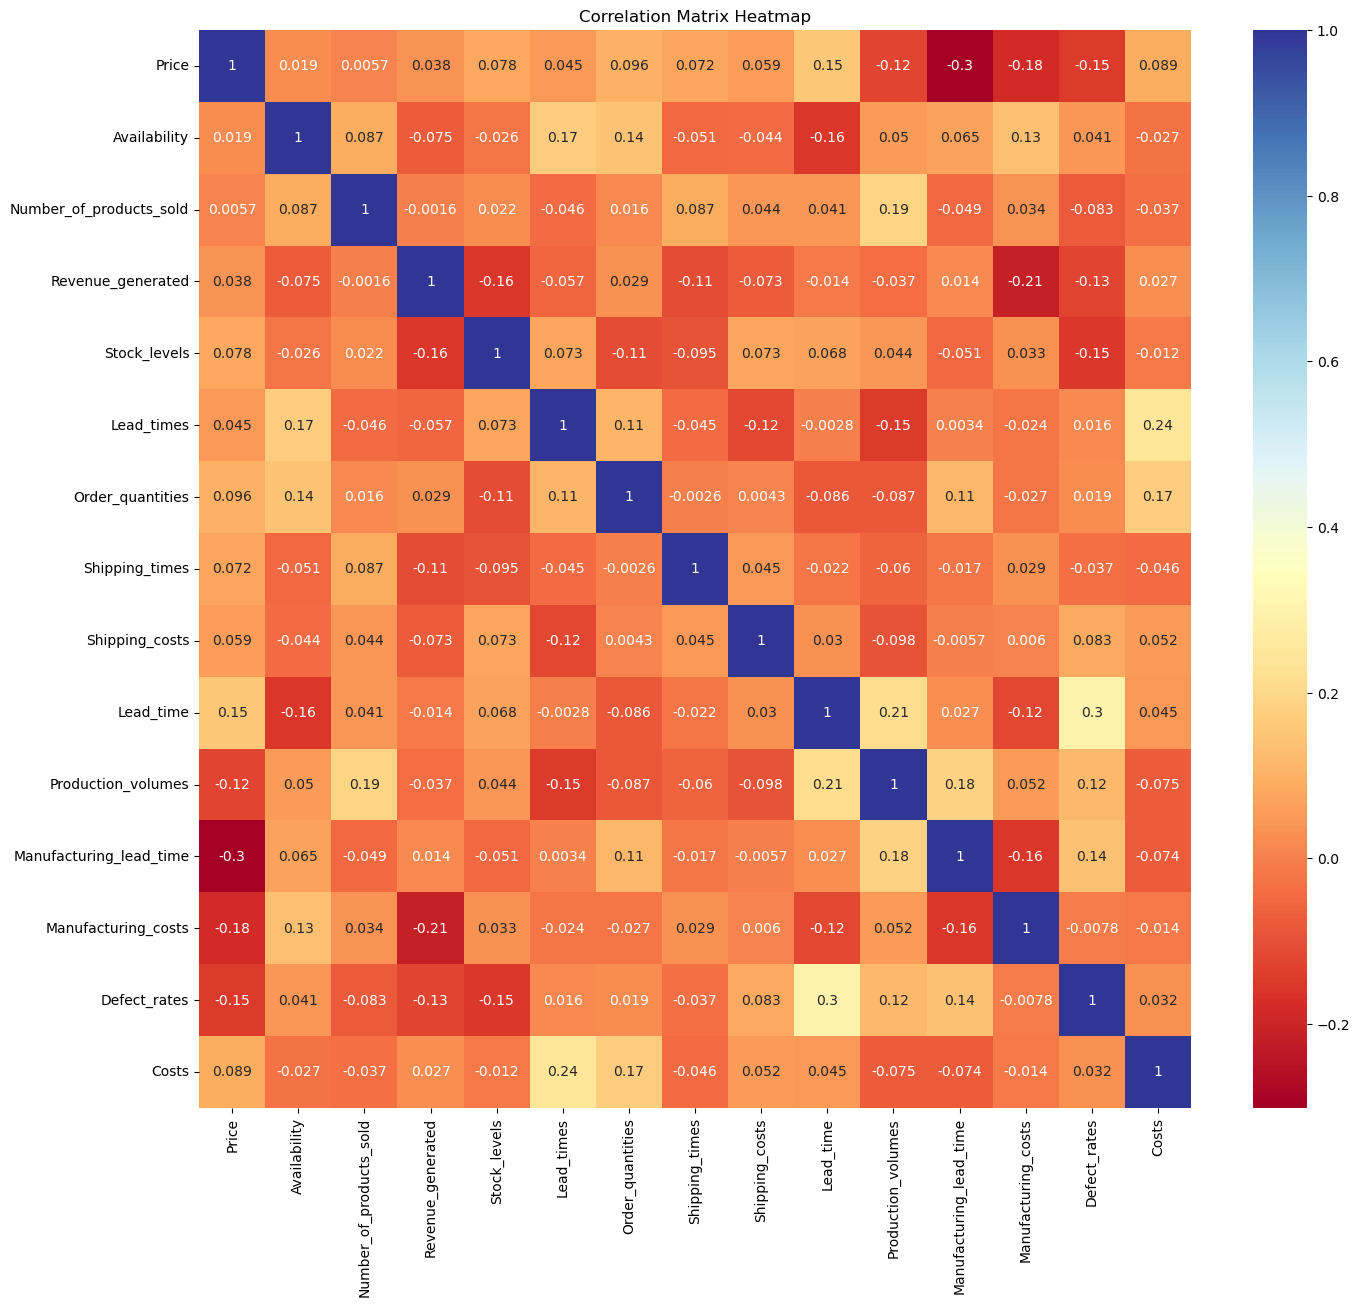 Correlation Matrix Heatmap
Price 1 0.019 0.0057 0.038 0.078 0.045 0.096 0.072 0.059 0.15 -0.12 -0.3 -0.18 -0.15 0.089
Availability 0.019 1 0.087 -0.075 -0.026 0.17 0.14 -0.051 -0.044 -0.16 0.05 0.065 0.13 0.041 -0.027
Number_of_products_sold 0.0057 0.087 1 -0.0016 0.022 -0.046 0.016 0.087 0.044 0.041 0.19 -0.049 0.034 -0.083 -0.037
Revenue_generated 0.038 -0.075 -0.0016 1 -0.16 -0.057 0.029 -0.11 -0.073 -0.014 -0.037 0.014 -0.21 -0.13 0.027
Stock_levels 0.078 -0.026 0.022 -0.16 1 0.073 -0.11 -0.095 0.073 0.068 0.044 -0.051 0.033 -0.15 -0.012
Lead_times 0.045 0.17 -0.046 -0.057 0.073 1 0.11 -0.045 -0.12 -0.0028 -0.15 0.0034 -0.024 0.016 0.24
Order_quantities 0.096 0.14 0.016 0.029 -0.11 0.11 1 -0.0026 0.0043 -0.086 -0.087 0.11 -0.027 0.019 0.17
Shipping_times 0.072 -0.051 0.087 -0.11 -0.095 -0.045 -0.0026 1 0.045 -0.022 -0.06 -0.017 0.029 -0.037 -0.046
Shipping_costs 0.059 -0.044 0.044 -0.073 0.073 -0.12 0.0043 0.045 1 0.03 -0.098 -0.0057 0.006 0.083 0.052
Lead_time 0.15 -0.16 0.041 -0.014 0.068 -0.0028 -0.086 -0.022 0.03 1 0.21 0.027 -0.12 0.3 0.045
Production_volumes -0.12 0.05 0.19 -0.037 0.044 -0.15 -0.087 -0.06 -0.098 0.21 1 0.18 0.052 0.12 -0.075
Manufacturing_lead_time -0.3 0.065 -0.049 0.014 -0.051 0.0034 0.11 -0.017 -0.0057 0.027 0.18 1 -0.16 0.14 -0.074
Manufacturing_costs -0.18 0.13 0.034 -0.21 0.033 -0.024 -0.027 0.029 0.006 -0.12 0.052 -0.16 1 -0.0078 -0.014
Defect_rates -0.15 0.041 -0.083 -0.13 -0.15 0.016 0.019 -0.037 0.083 0.3 0.12 0.14 -0.0078 1 0.032
Costs 0.089 -0.027 -0.037 0.027 -0.012 0.24 0.17 -0.046 0.052 0.045 -0.075 -0.074 -0.014 0.032 1
Price
Availability
Number_of_products_sold
Revenue_generated
Stock_levels
Lead_times
Order_quantities
Shipping_times
Shipping_costs
Lead_time
Production_volumes
Manufacturing_lead_time
Manufacturing_costs
Defect_rates
Costs
1.0
0.8
0.6
0.4
0.2
0.0
−0.2